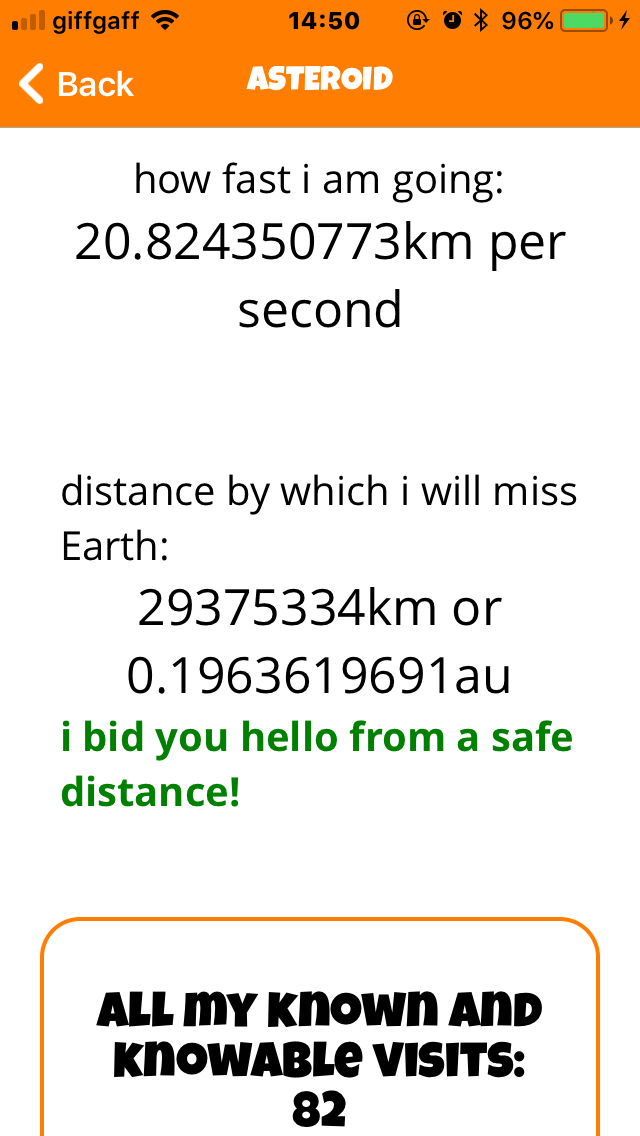 giffgaff 14:50 96%
Back ASTEROID
how fast i am going:
20.824350773km per
second
distance by which i will miss
Earth:
29375334km or
0.1963619691au
i bid you hello from a safe
distance!
All my known and
knowable visits:
82